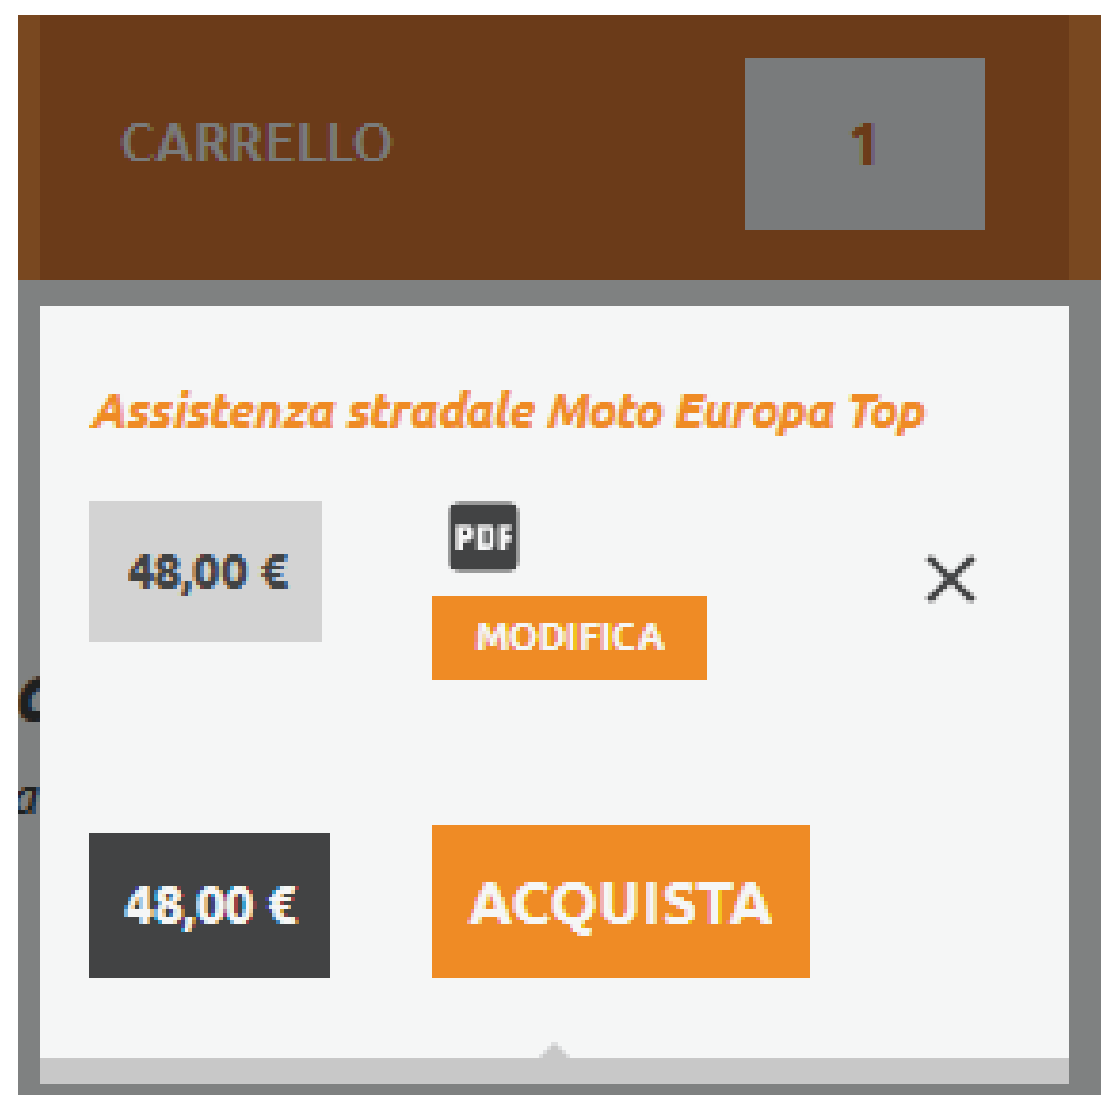 CARRELLO 1
Assistenza stradale Moto Europa Top
48,00 €
PDF
MODIFICA
48,00 €
ACQUISTA